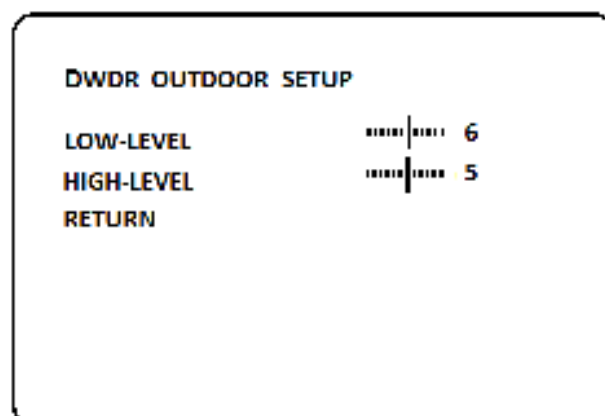 DWDR OUTDOOR SETUP
LOW-LEVEL 6
HIGH-LEVEL 5
RETURN